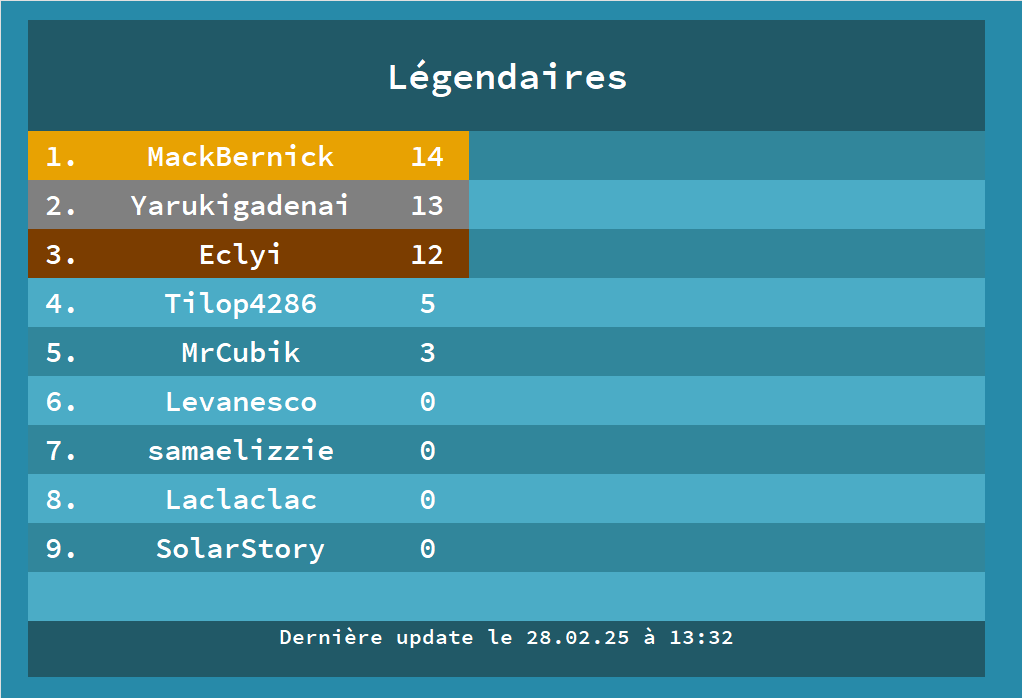 Légendaires
1. MackBernick 14
2. Yarukigadenai 13
3. Eclyi 12
4. Tilop4286 5
5. MrCubik 3
6. Levanesco 0
7. samaelizzie 0
8. Laclaclac 0
9. SolarStory 0
Dernière update le 28.02.25 à 13:32